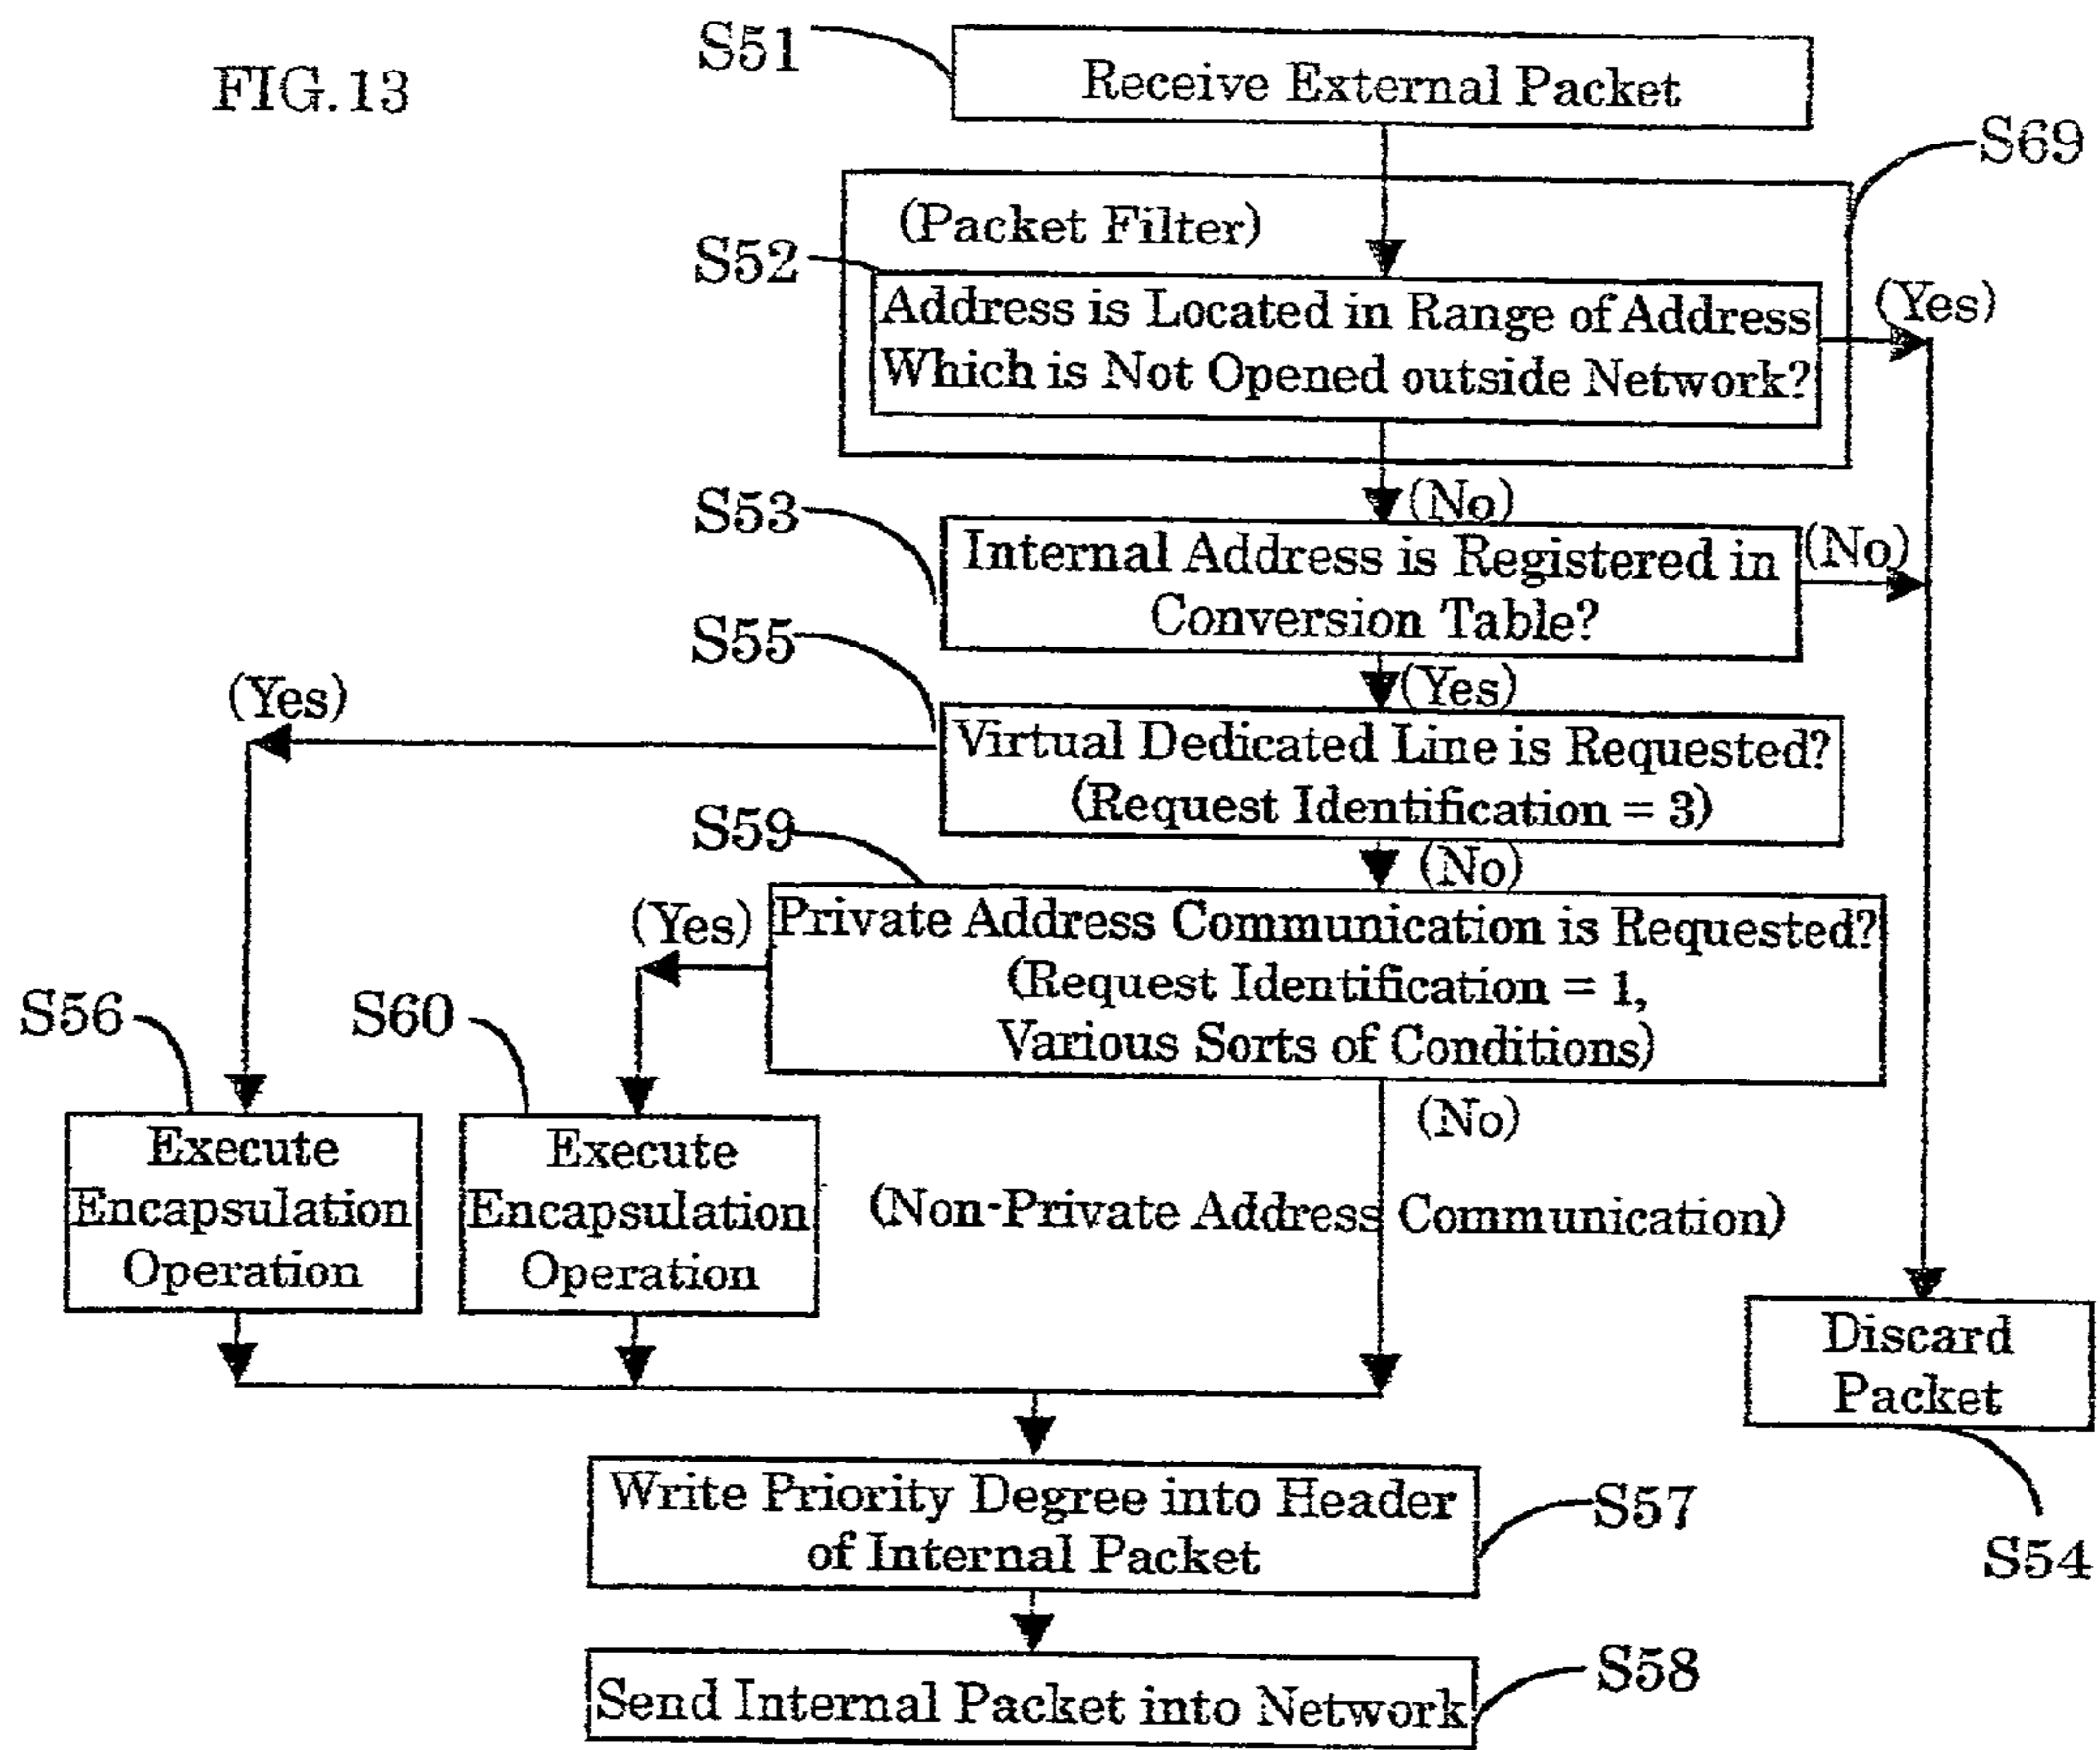 FIG.13
S51
Receive External Packet
S69
(Packet Filter)
S52
Address is Located in Range of Address
Which is Not Opened outside Network?
(Yes)
(No)
S53
Internal Address is Registered in
Conversion Table?
(No)
S55
(Yes)
(Yes)
Virtual Dedicated Line is Requested?
(Request Identification = 3)
S59
(No)
(Yes)
Private Address Communication is Requested?
(Request Identification = 1,
Various Sorts of Conditions)
S56
S60
(No)
Execute
Encapsulation
Operation
Execute
Encapsulation
Operation
(Non-Private Address Communication)
Discard
Packet
S54
Write Priority Degree into Header
of Internal Packet
S57
Send Internal Packet into Network
S58